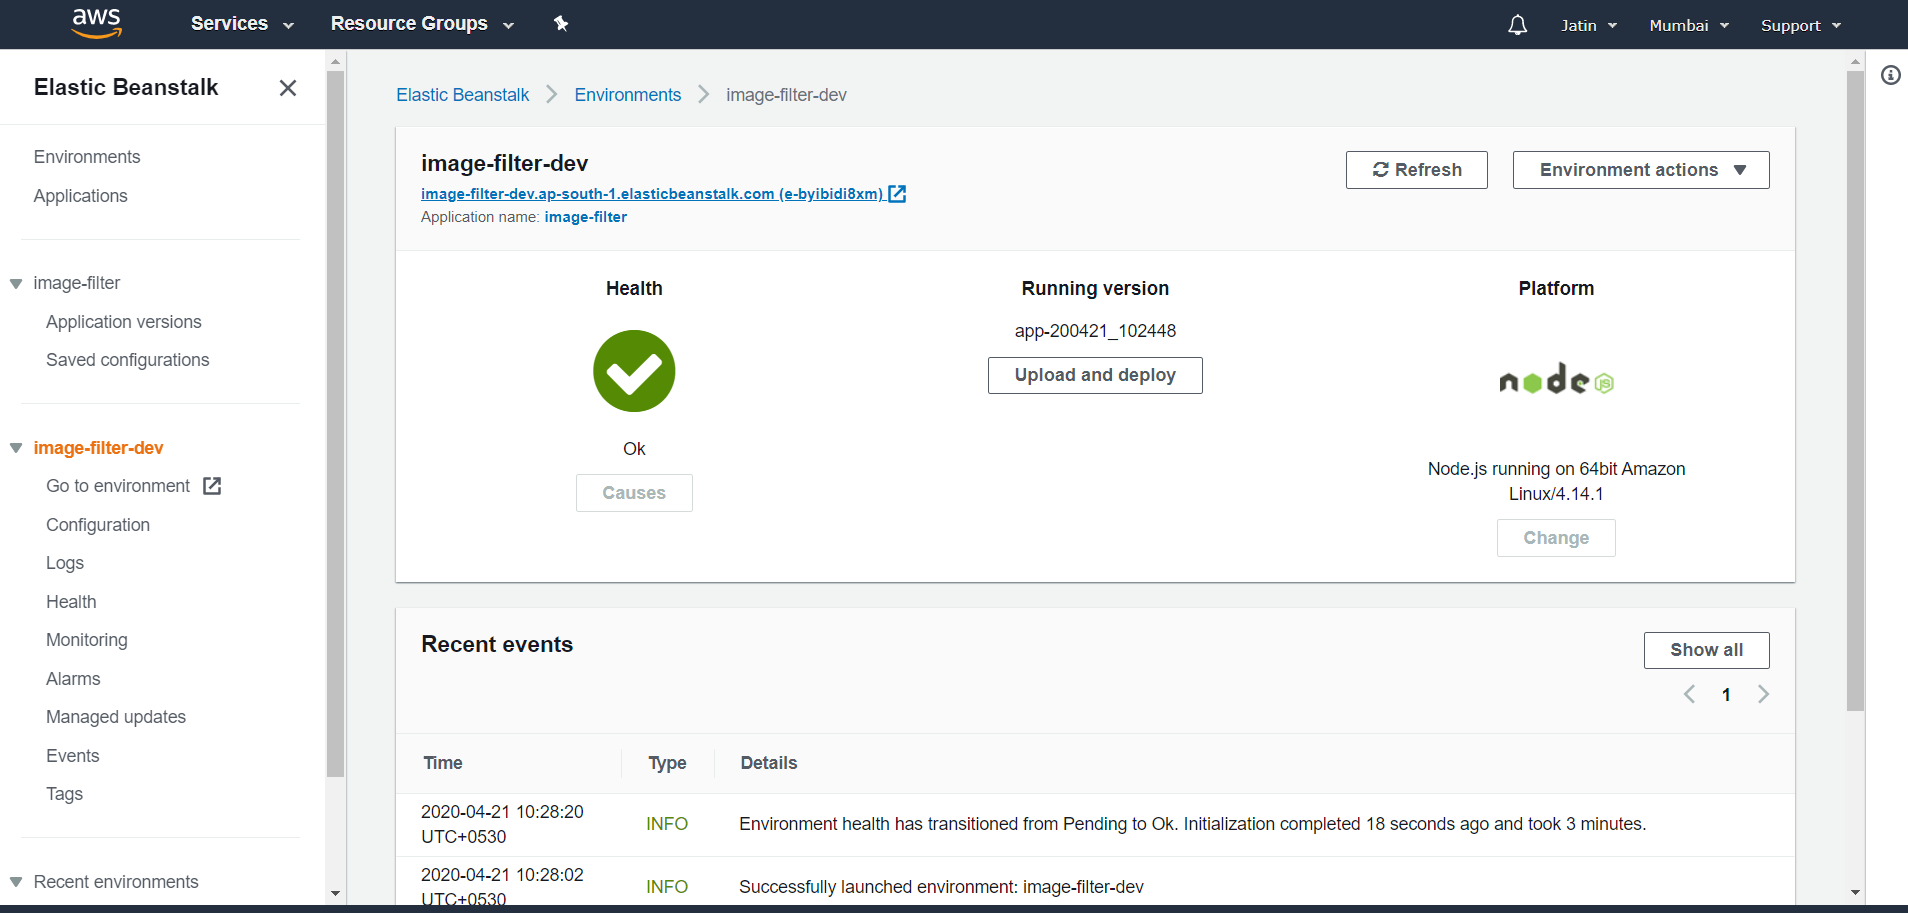 aws Services Resource Groups Jatin Mumbai Support
Elastic Beanstalk
Environments
Applications
image-filter
Application versions
Saved configurations
image-filter-dev
Go to environment
Configuration
Logs
Health
Monitoring
Alarms
Managed updates
Events
Tags
Recent environments
Elastic Beanstalk Environments image-filter-dev
image-filter-dev
image-filter-dev.ap-south-1.elasticbeanstalk.com (e-byibidi8xm)
Application name: image-filter
Refresh Environment actions
Health
Ok
Causes
Running version
app-200421_102448
Upload and deploy
Platform
node JS
Node.js running on 64bit Amazon
Linux/4.14.1
Change
Recent events
Show all
1
Time Type Details
2020-04-21 10:28:20
UTC+0530
INFO
Environment health has transitioned from Pending to Ok. Initialization completed 18 seconds ago and took 3 minutes.
2020-04-21 10:28:02
UTC+0530
INFO
Successfully launched environment: image-filter-dev